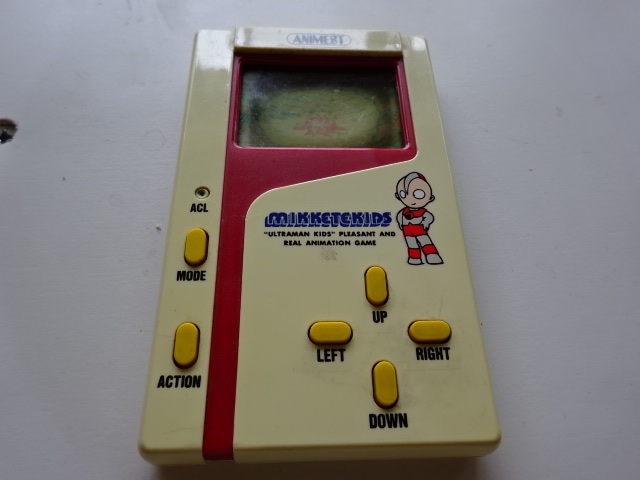 ANIMEST
ACL
MIKKETEKIDS
"ULTRAMAN KIDS" PLEASANT AND
REAL ANIMATION GAME
MODE
UP
LEFT
RIGHT
ACTION
DOWN